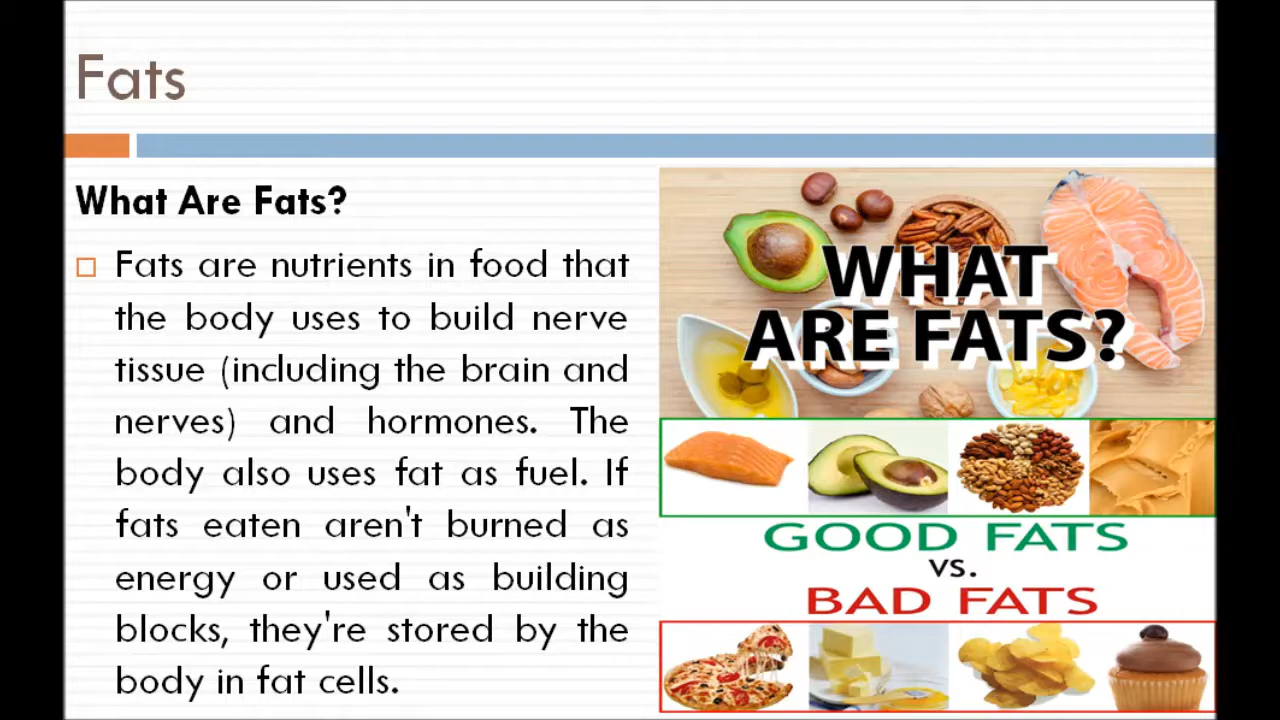 Fats
What Are Fats?
Fats are nutrients in food that
the body uses to build nerve
tissue (including the brain and
nerves) and hormones. The
body also uses fat as fuel. If
fats eaten aren't burned as
energy or used as building
blocks, they're stored by the
body in fat cells.
WHAT
ARE FATS?
GOOD FATS
VS.
BAD FATS